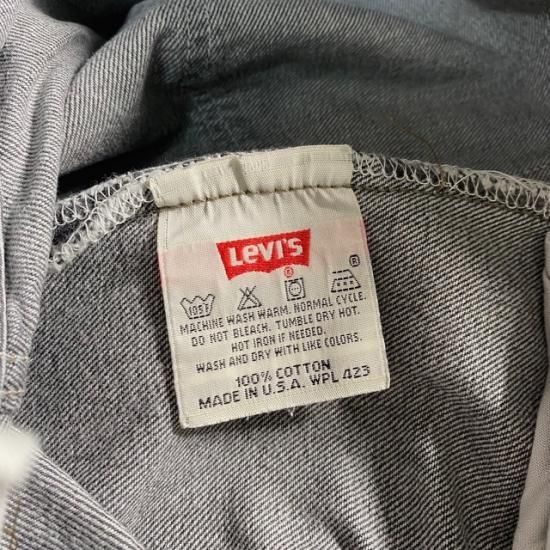 Levi's
®
®
105F
MACHINE WASH WARM. NORMAL CYCLE.
DO NOT BLEACH. TUMBLE DRY HOT.
HOT IRON IF NEEDED.
WASH AND DRY WITH LIKE COLORS.
100% COTTON
MADE IN U.S.A. WPL 423